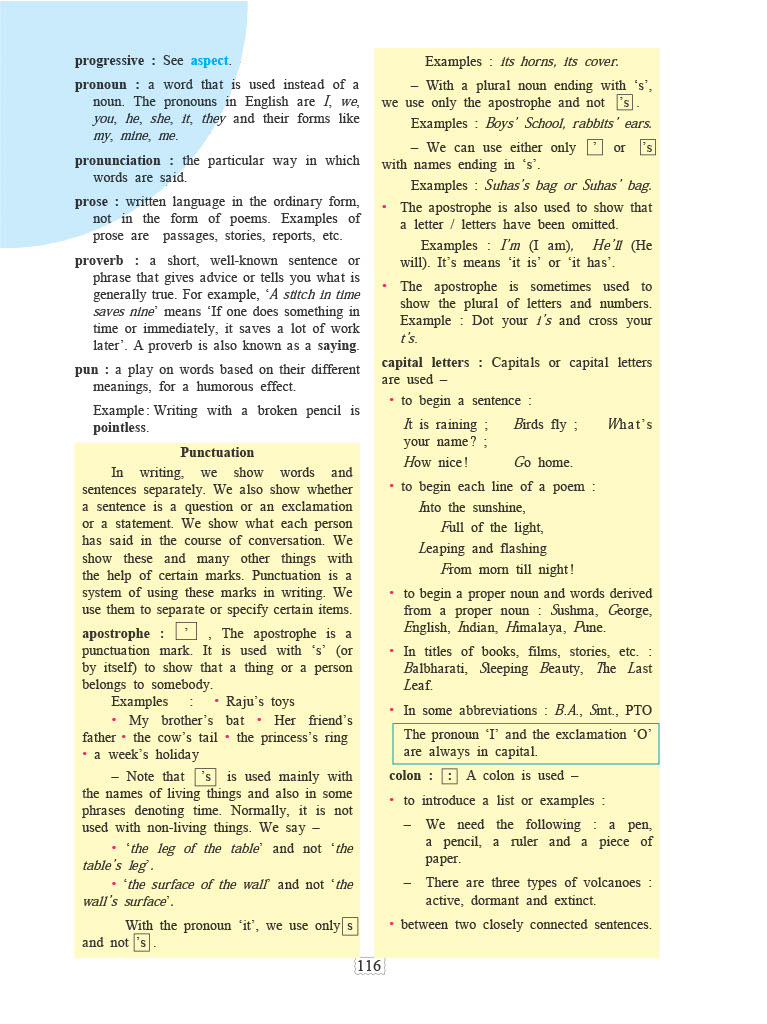 progressive : See aspect.
pronoun : a word that is used instead of a
noun. The pronouns in English are I, we,
you, he, she, it, they and their forms like
my, mine, me.
pronunciation : the particular way in which
words are said.
prose : written language in the ordinary form,
not in the form of poems. Examples of
prose are passages, stories, reports, etc.
proverb : a short, well-known sentence or
phrase that gives advice or tells you what is
generally true. For example, ‘A stitch in time
saves nine’ means ‘If one does something in
time or immediately, it saves a lot of work
later’. A proverb is also known as a saying.
pun : a play on words based on their different
meanings, for a humorous effect.
Example : Writing with a broken pencil is
pointless.
Punctuation
In writing, we show words and
sentences separately. We also show whether
a sentence is a question or an exclamation
or a statement. We show what each person
has said in the course of conversation. We
show these and many other things with
the help of certain marks. Punctuation is a
system of using these marks in writing. We
use them to separate or specify certain items.
apostrophe : ’ , The apostrophe is a
punctuation mark. It is used with ‘s’ (or
by itself) to show that a thing or a person
belongs to somebody.
Examples : • Raju’s toys
• My brother’s bat • Her friend’s
father • the cow’s tail • the princess’s ring
• a week’s holiday
– Note that ’s is used mainly with
the names of living things and also in some
phrases denoting time. Normally, it is not
used with non-living things. We say –
• ‘the leg of the table’ and not ‘the
table’s leg’.
• ‘the surface of the wall’ and not ‘the
wall’s surface’.
With the pronoun ‘it’, we use only s
and not ’s .
Examples : its horns, its cover.
– With a plural noun ending with ‘s’,
we use only the apostrophe and not ’s .
Examples : Boys’ School, rabbits’ ears.
– We can use either only ’ or ’s
with names ending in ‘s’.
Examples : Suhas’s bag or Suhas’ bag.
• The apostrophe is also used to show that
a letter / letters have been omitted.
Examples : I’m (I am), He’ll (He
will). It’s means ‘it is’ or ‘it has’.
• The apostrophe is sometimes used to
show the plural of letters and numbers.
Example : Dot your i’s and cross your
t’s.
capital letters : Capitals or capital letters
are used –
• to begin a sentence :
It is raining ; Birds fly ; What’s
your name? ;
How nice! Go home.
• to begin each line of a poem :
Into the sunshine,
Full of the light,
Leaping and flashing
From morn till night!
• to begin a proper noun and words derived
from a proper noun : Sushma, George,
English, Indian, Himalaya, Pune.
• In titles of books, films, stories, etc. :
Balbharati, Sleeping Beauty, The Last
Leaf.
• In some abbreviations : B.A., Smt., PTO
The pronoun ‘I’ and the exclamation ‘O’
are always in capital.
colon : : A colon is used –
• to introduce a list or examples :
– We need the following : a pen,
a pencil, a ruler and a piece of
paper.
– There are three types of volcanoes :
active, dormant and extinct.
• between two closely connected sentences.
116